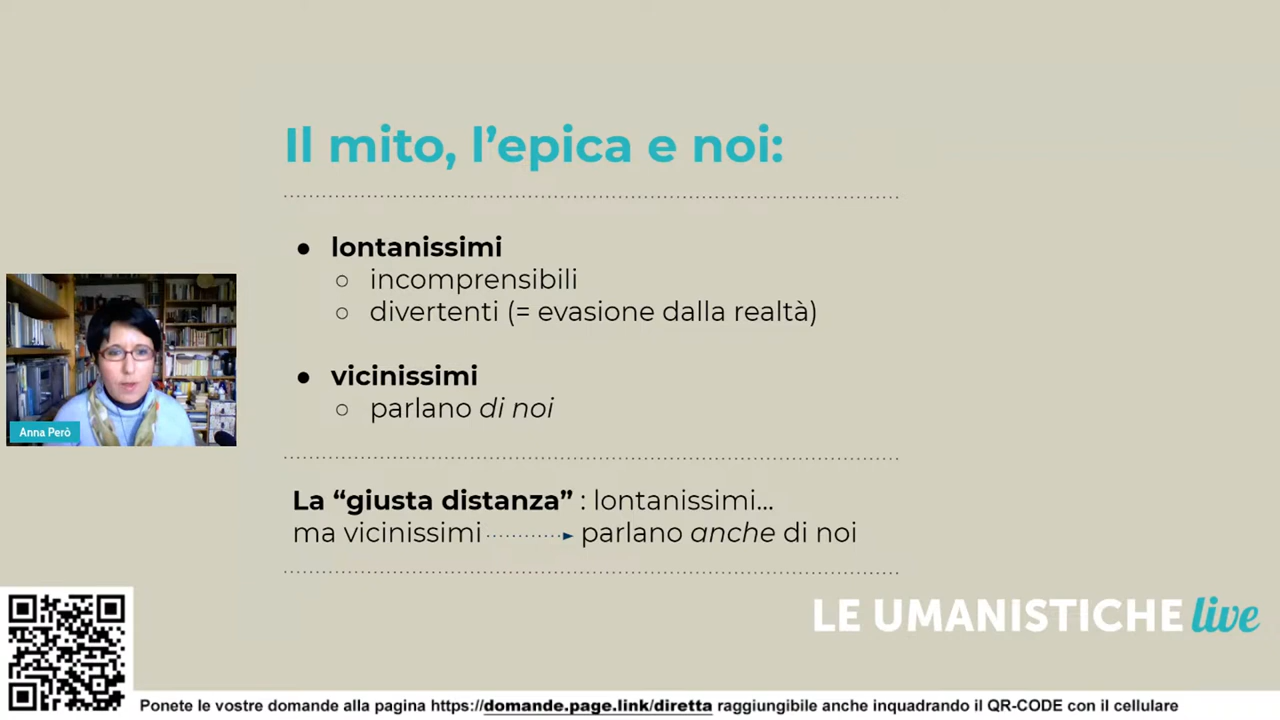 Il mito, l'epica e noi:
● lontanissimi
○ incomprensibili
○ divertenti (= evasione dalla realtà)
● vicinissimi
○ parlano di noi
La “giusta distanza” : lontanissimi...
ma vicinissimi ► parlano anche di noi
Anna Però
LE UMANISTICHE live
Ponete le vostre domande alla pagina https://domande.page.link/diretta raggiungibile anche inquadrando il QR-CODE con il cellulare